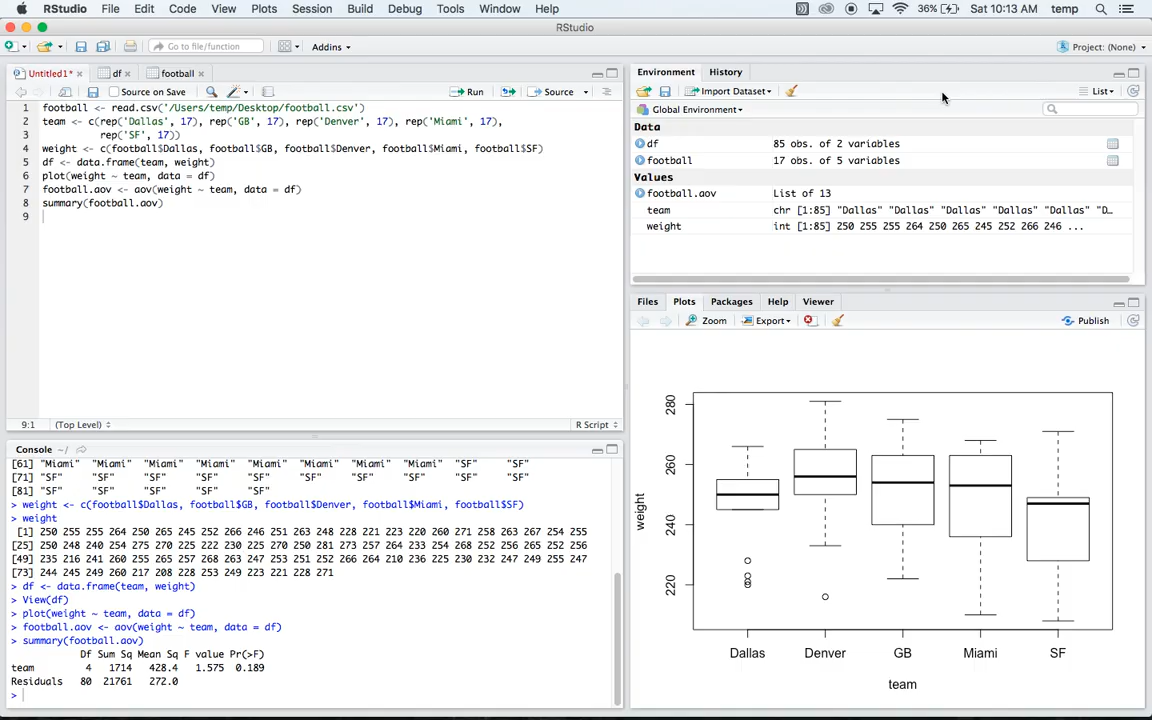 RStudio File Edit Code View Plots Session Build Debug Tools Window Help 36% Sat 10:13 AM temp
RStudio
Go to file/function Addins Project: (None)
Untitled1* df football
Source on Save Run Source
1 football <- read.csv('/Users/temp/Desktop/football.csv')
2 team <- c(rep('Dallas', 17), rep('GB', 17), rep('Denver', 17), rep('Miami', 17),
3 rep('SF', 17))
4 weight <- c(football$Dallas, football$GB, football$Denver, football$Miami, football$SF)
5 df <- data.frame(team, weight)
6 plot(weight ~ team, data = df)
7 football.aov <- aov(weight ~ team, data = df)
8 summary(football.aov)
9
9:1 (Top Level) R Script
Console ~/
[61] "Miami" "Miami" "Miami" "Miami" "Miami" "Miami" "Miami" "Miami" "SF" "SF"
[71] "SF" "SF" "SF" "SF" "SF" "SF" "SF" "SF" "SF" "SF"
[81] "SF" "SF" "SF" "SF" "SF"
> weight <- c(football$Dallas, football$GB, football$Denver, football$Miami, football$SF)
> weight
[1] 250 255 255 264 250 265 245 252 266 246 251 263 248 228 221 223 220 260 271 258 263 267 254 255
[25] 250 248 240 254 275 270 225 222 230 225 270 250 281 273 257 264 233 254 268 252 256 265 252 256
[49] 235 216 241 260 255 265 257 268 263 247 253 251 252 266 264 210 236 225 230 232 247 249 255 247
[73] 244 245 249 260 217 208 228 253 249 223 221 228 271
> df <- data.frame(team, weight)
> View(df)
> plot(weight ~ team, data = df)
> football.aov <- aov(weight ~ team, data = df)
> summary(football.aov)
Df Sum Sq Mean Sq F value Pr(>F)
team 4 1714 428.4 1.575 0.189
Residuals 80 21761 272.0
>
Environment History
Import Dataset List
Global Environment
Data
df 85 obs. of 2 variables
football 17 obs. of 5 variables
Values
football.aov List of 13
team chr [1:85] "Dallas" "Dallas" "Dallas" "Dallas" "Dallas" "D…
weight int [1:85] 250 255 255 264 250 265 245 252 266 246 ...
Files Plots Packages Help Viewer
Zoom Export Publish
280
260
240
220
weight
Dallas Denver GB Miami SF
team